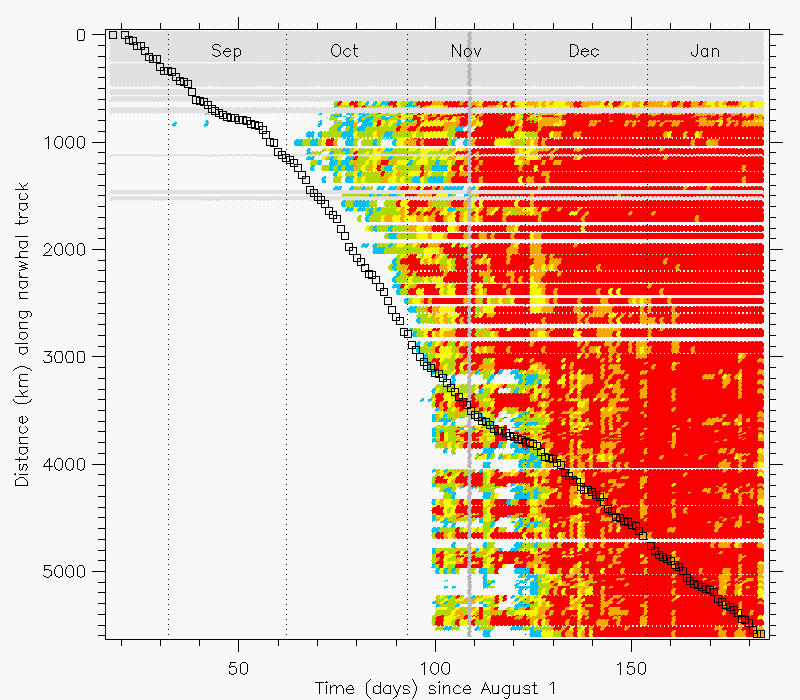 0
Sep Oct Nov Dec Jan
1000
2000
3000
4000
5000
Distance (km) along narwhal track
50 100 150
Time (days) since August 1